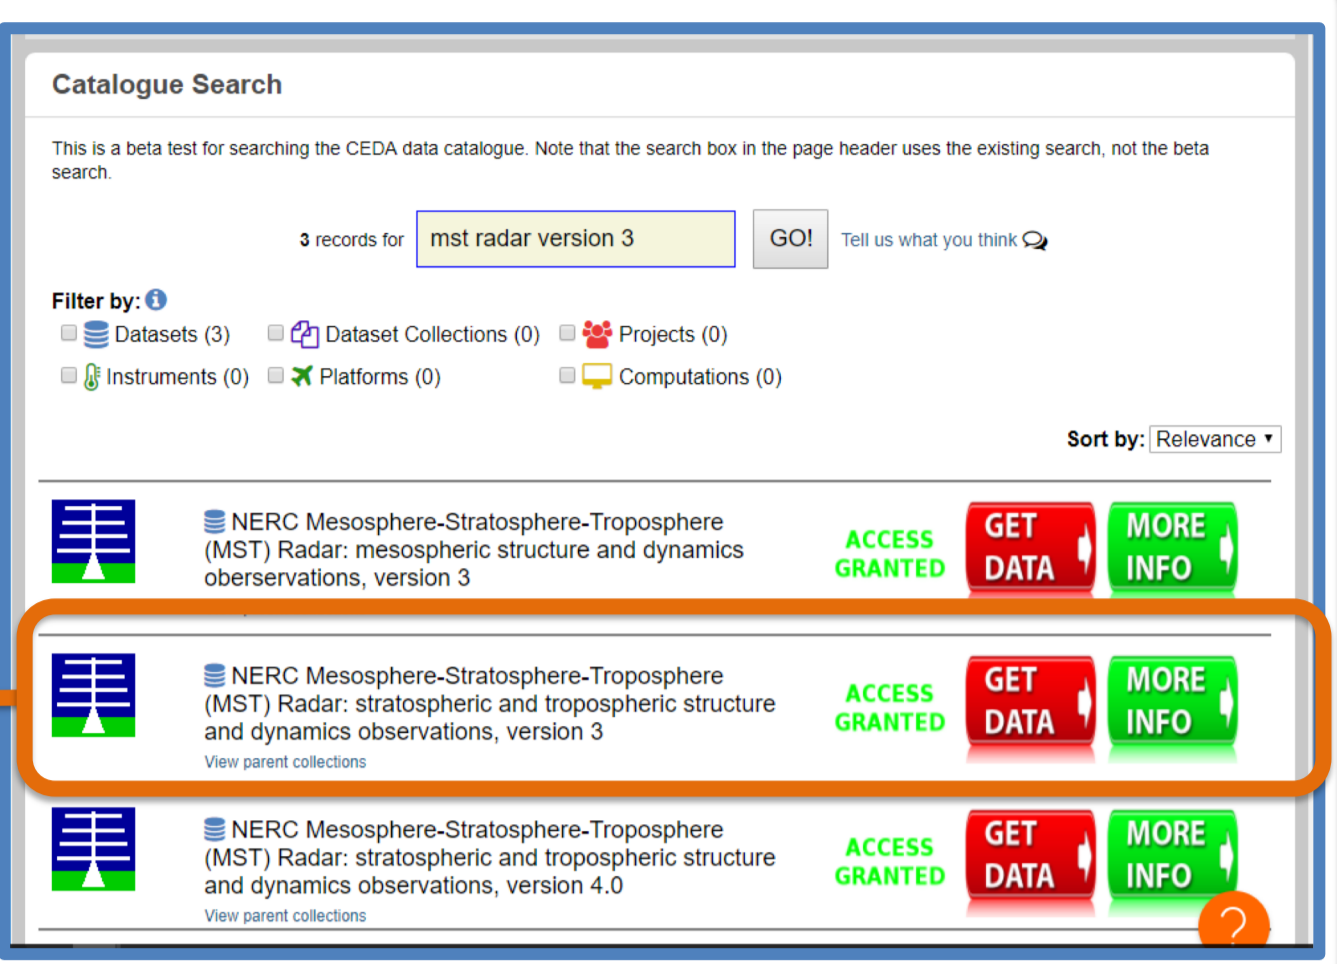 Catalogue Search
This is a beta test for searching the CEDA data catalogue. Note that the search box in the page header uses the existing search, not the beta
search.
3 records for mst radar version 3 GO! Tell us what you think
Filter by:
Datasets (3) Dataset Collections (0) Projects (0)
Instruments (0) Platforms (0) Computations (0)
Sort by: Relevance
NERC Mesosphere-Stratosphere-Troposphere
(MST) Radar: mesospheric structure and dynamics
oberservations, version 3
ACCESS
GRANTED
GET
DATA
MORE
INFO
NERC Mesosphere-Stratosphere-Troposphere
(MST) Radar: stratospheric and tropospheric structure
and dynamics observations, version 3
View parent collections
ACCESS
GRANTED
GET
DATA
MORE
INFO
NERC Mesosphere-Stratosphere-Troposphere
(MST) Radar: stratospheric and tropospheric structure
and dynamics observations, version 4.0
View parent collections
ACCESS
GRANTED
GET
DATA
MORE
INFO
?